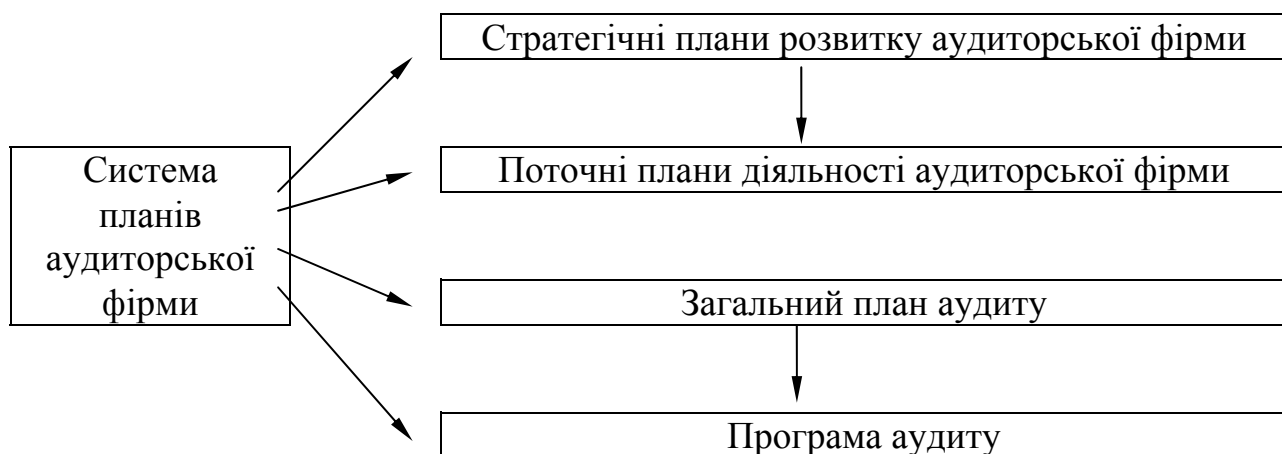 Стратегічні плани розвитку аудиторської фірми
Система
планів
аудиторської
фірми
Поточні плани діяльності аудиторської фірми
Загальний план аудиту
Програма аудиту